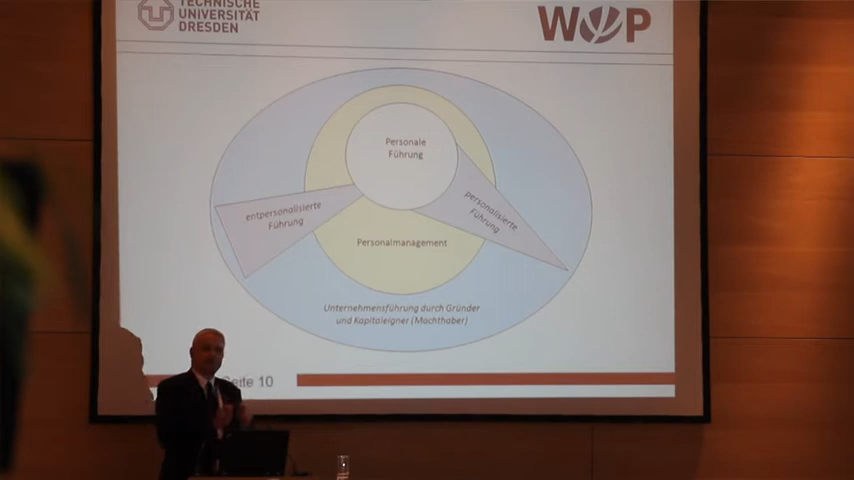 TECHNISCHE
UNIVERSITÄT
DRESDEN
WOP
Personale
Führung
entpersonalisierte
Führung
personalisierte
Führung
Personalmanagement
Unternehmensführung durch Gründer
und Kapitaleigner (Machthaber)
Seite 10